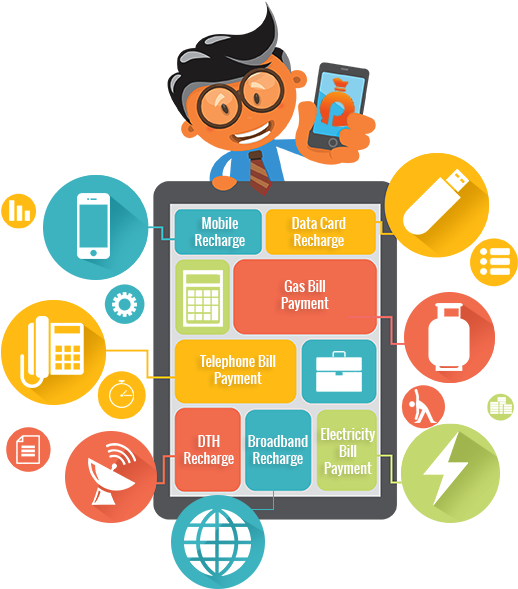 Mobile
Recharge
Data Card
Recharge
Gas Bill
Payment
Telephone Bill
Payment
DTH
Recharge
Broadband
Recharge
Electricity
Bill
Payment